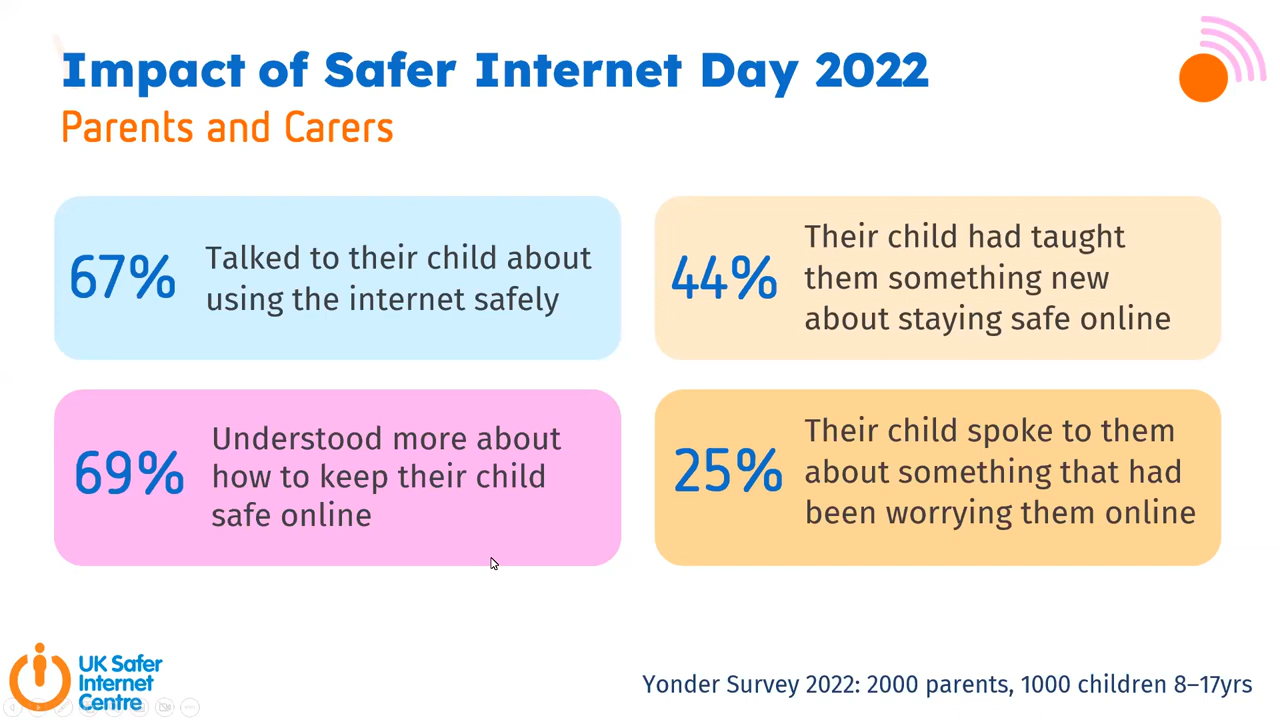 Impact of Safer Internet Day 2022
Parents and Carers
67%
Talked to their child about
using the internet safely
44%
Their child had taught
them something new
about staying safe online
69%
Understood more about
how to keep their child
safe online
25%
Their child spoke to them
about something that had
been worrying them online
UK Safer
Internet
Centre
Yonder Survey 2022: 2000 parents, 1000 children 8–17yrs